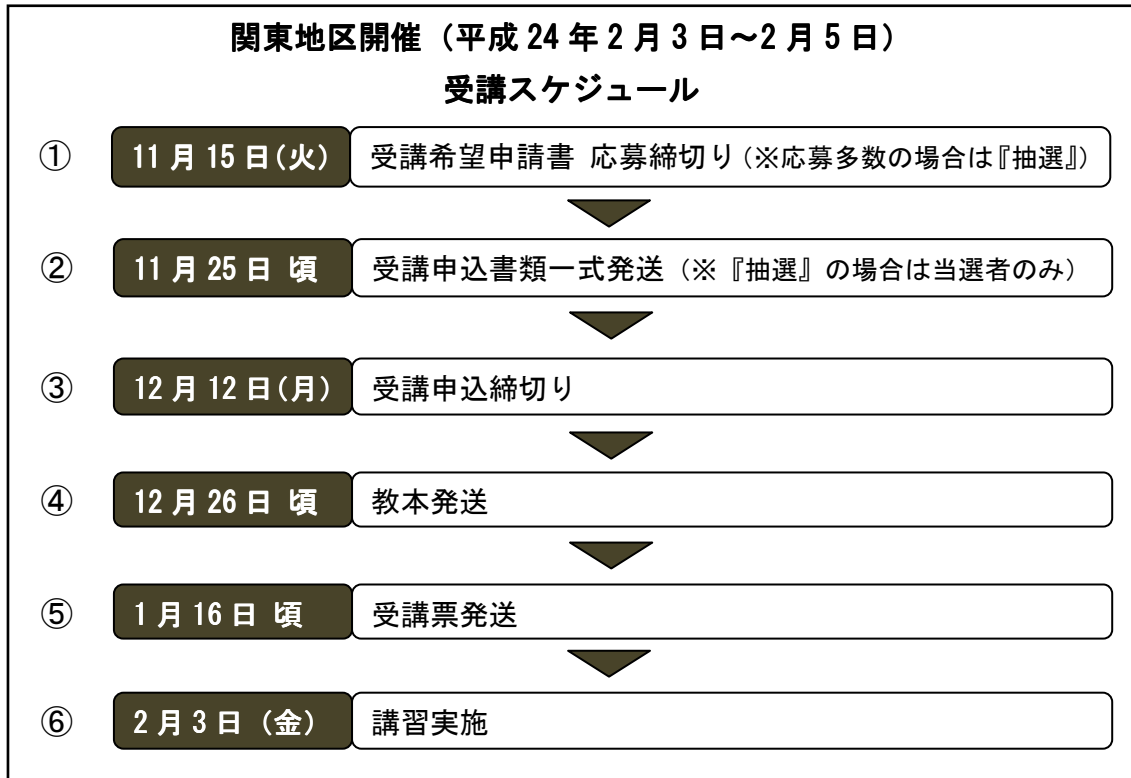 関東地区開催（平成24年2月3日～2月5日）
受講スケジュール
① 11月15日(火) 受講希望申請書 応募締切り（※応募多数の場合は『抽選』）
② 11月25日 頃 受講申込書類一式発送（※『抽選』の場合は当選者のみ）
③ 12月12日(月) 受講申込締切り
④ 12月26日 頃 教本発送
⑤ 1月16日 頃 受講票発送
⑥ 2月3日（金） 講習実施